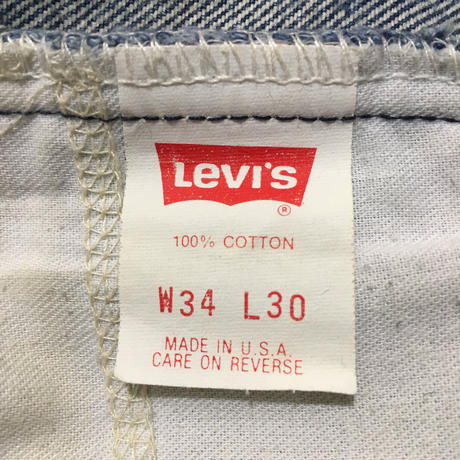 Levi's
®
100% COTTON
W34 L30
MADE IN U.S.A.
CARE ON REVERSE